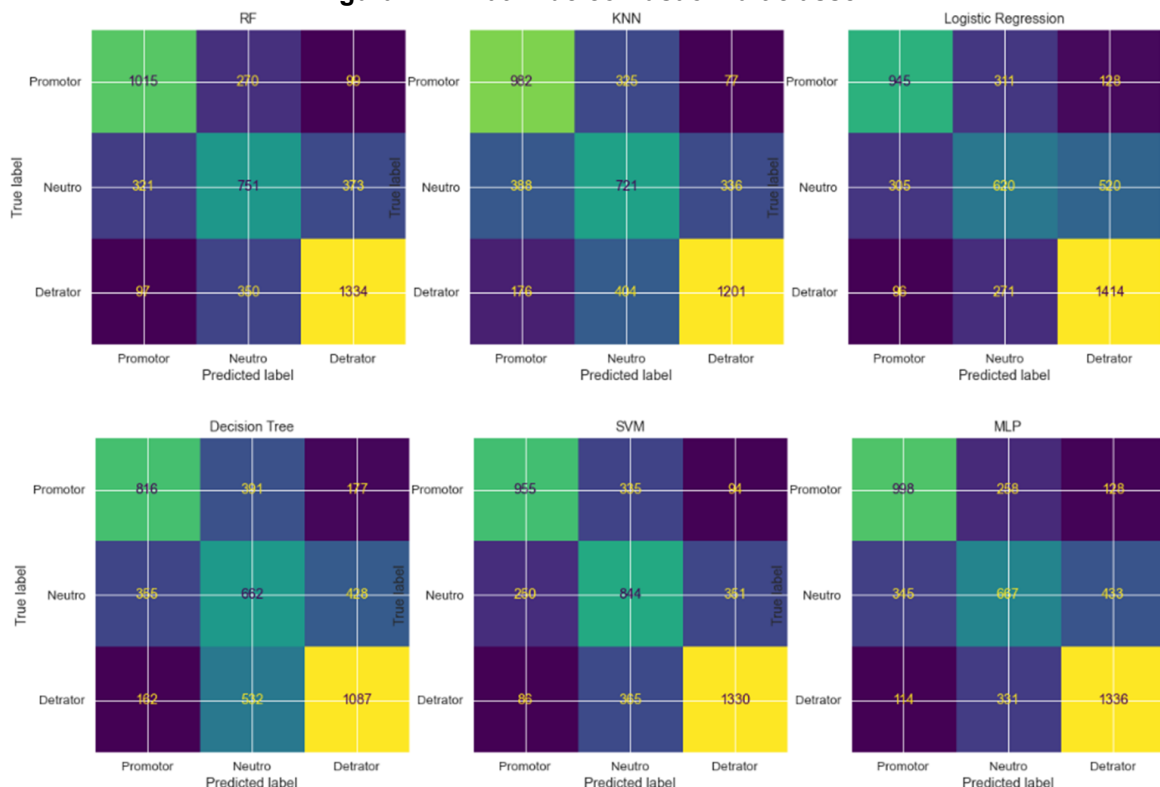 RF
Promotor 1015 270 99
Neutro 321 751 373
Detrator 97 350 1334
True label
Promotor Neutro Detrator
Predicted label
KNN
Promotor 982 325 77
Neutro 388 721 336
Detrator 176 404 1201
True label
Promotor Neutro Detrator
Predicted label
Logistic Regression
Promotor 945 311 128
Neutro 305 620 520
Detrator 96 271 1414
True label
Promotor Neutro Detrator
Predicted label
Decision Tree
Promotor 816 391 177
Neutro 355 662 428
Detrator 162 532 1087
True label
Promotor Neutro Detrator
Predicted label
SVM
Promotor 955 335 94
Neutro 250 844 351
Detrator 86 365 1330
True label
Promotor Neutro Detrator
Predicted label
MLP
Promotor 998 258 128
Neutro 345 667 433
Detrator 114 331 1336
True label
Promotor Neutro Detrator
Predicted label